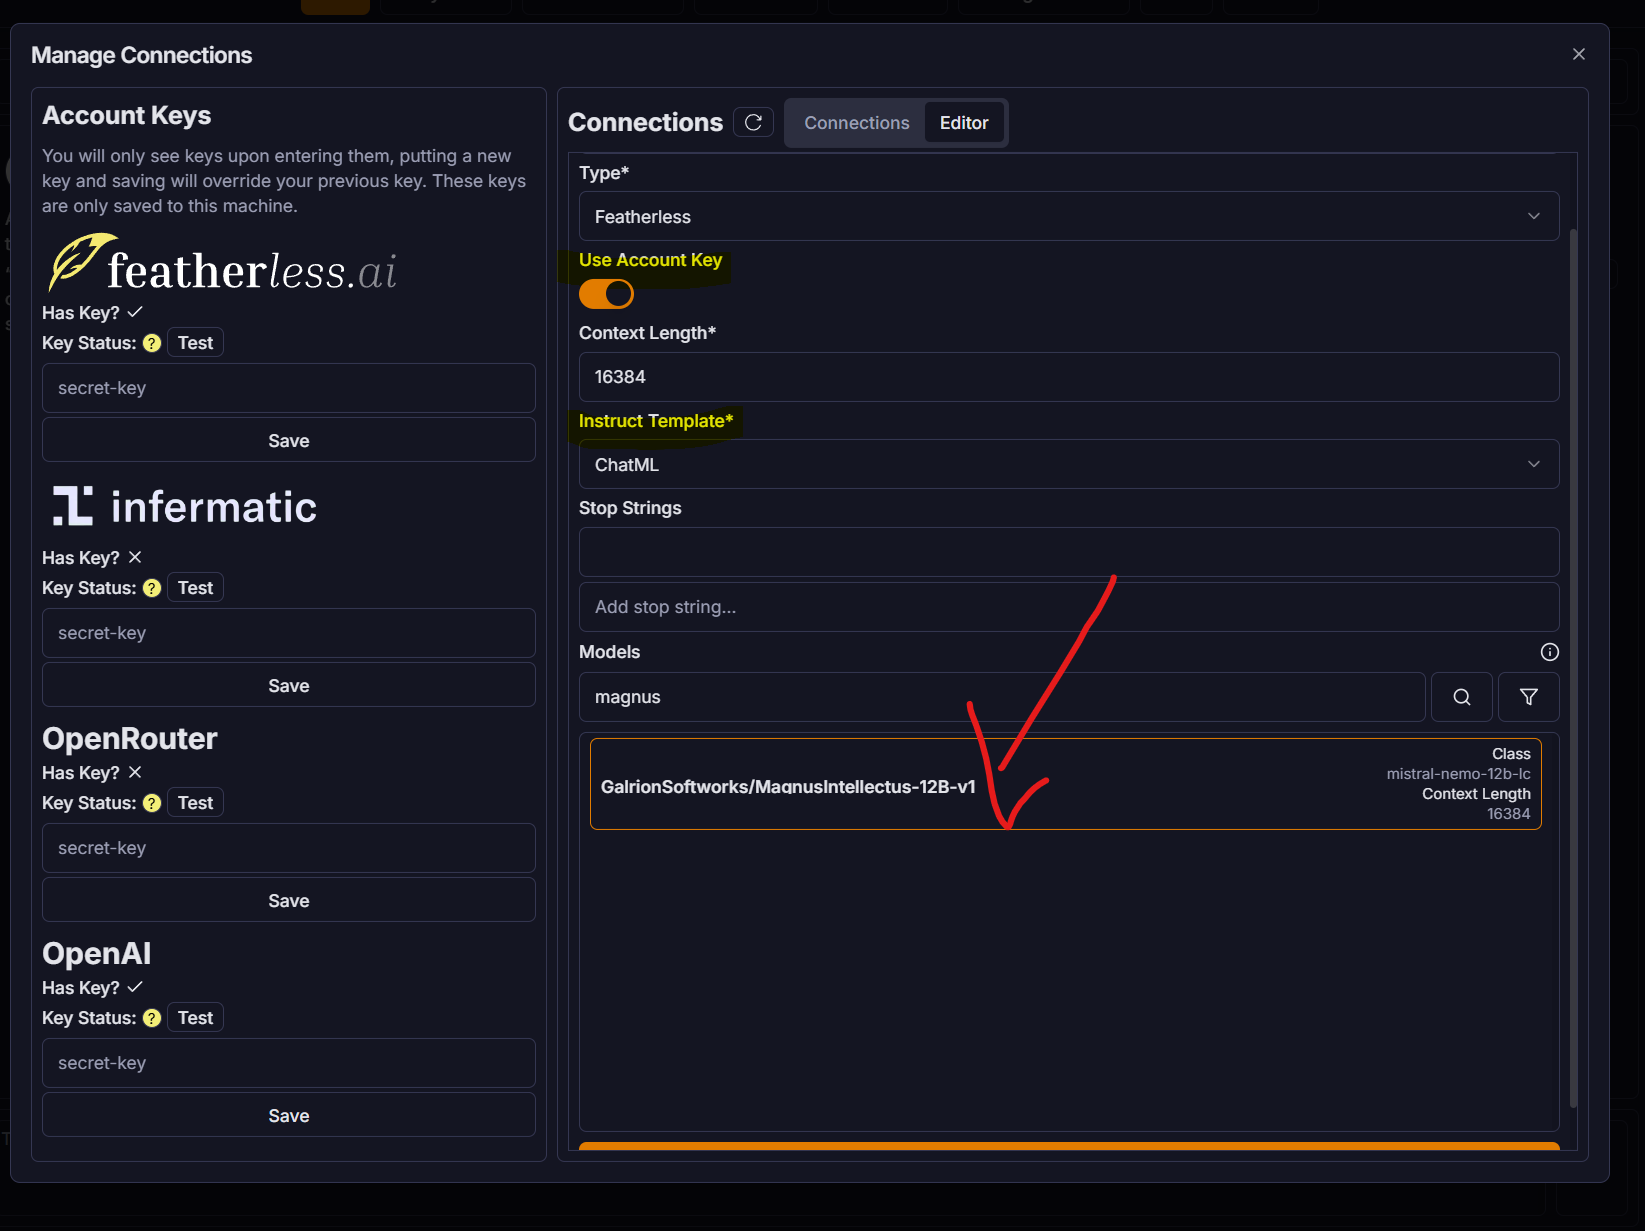 Manage Connections
Account Keys
You will only see keys upon entering them, putting a new
key and saving will override your previous key. These keys
are only saved to this machine.
featherless.ai
Has Key?
Key Status: ? Test
secret-key
Save
infermatic
Has Key?
Key Status: ? Test
secret-key
Save
OpenRouter
Has Key?
Key Status: ? Test
secret-key
Save
OpenAI
Has Key?
Key Status: ? Test
secret-key
Save
Connections Connections Editor
Type*
Featherless
Use Account Key
Context Length*
16384
Instruct Template*
ChatML
Stop Strings
Add stop string...
Models
magnus
GalrionSoftworks/MagnusIntellectus-12B-v1
Class
mistral-nemo-12b-lc
Context Length
16384